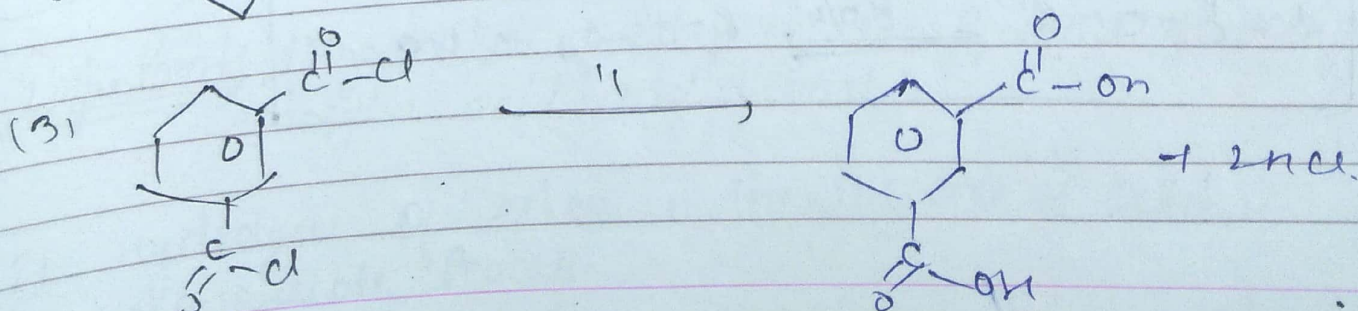 O O
(3) C - Cl " C - OH
O O + 2HCl.
C - Cl C - OH
O O